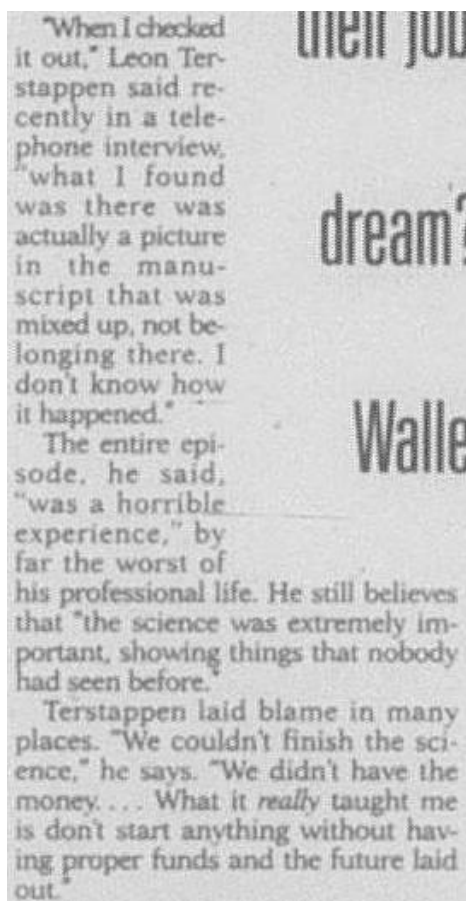 "When I checked
it out," Leon Ter-
stappen said re-
cently in a tele-
phone interview,
"what I found
was there was
actually a picture
in the manu-
script that was
mixed up, not be-
longing there. I
don't know how
it happened."
The entire epi-
sode, he said,
"was a horrible
experience," by
far the worst of
his professional life. He still believes
that "the science was extremely im-
portant, showing things that nobody
had seen before."
Terstappen laid blame in many
places. "We couldn't finish the sci-
ence," he says. "We didn't have the
money. . . . What it really taught me
is don't start anything without hav-
ing proper funds and the future laid
out."
their job
dream?
Walle